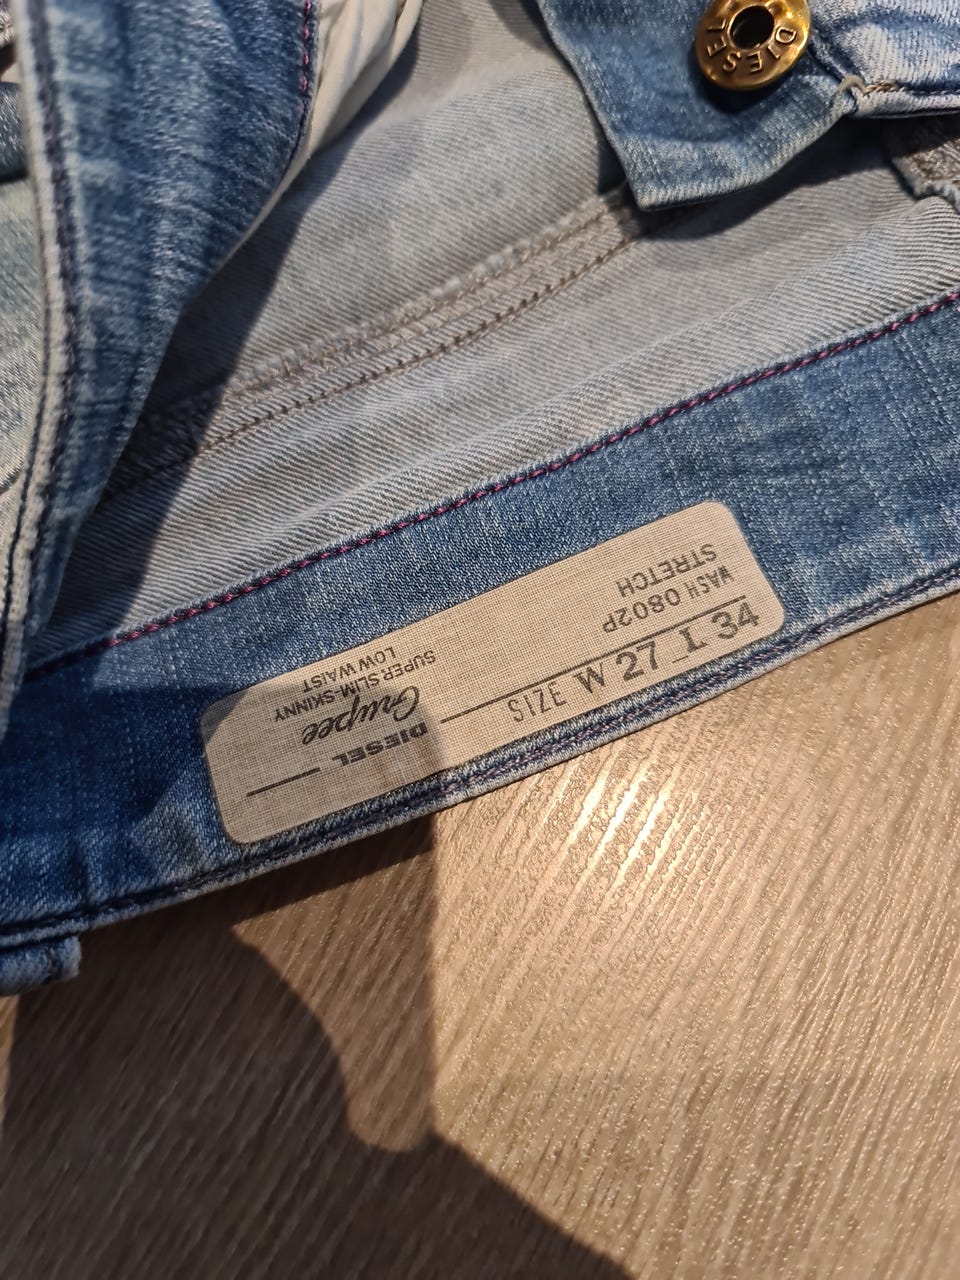 DIESEL
DIESEL
Grupee
SUPER SLIM-SKINNY
LOW WAIST
WASH 0802P
STRETCH
SIZE W 27 L 34